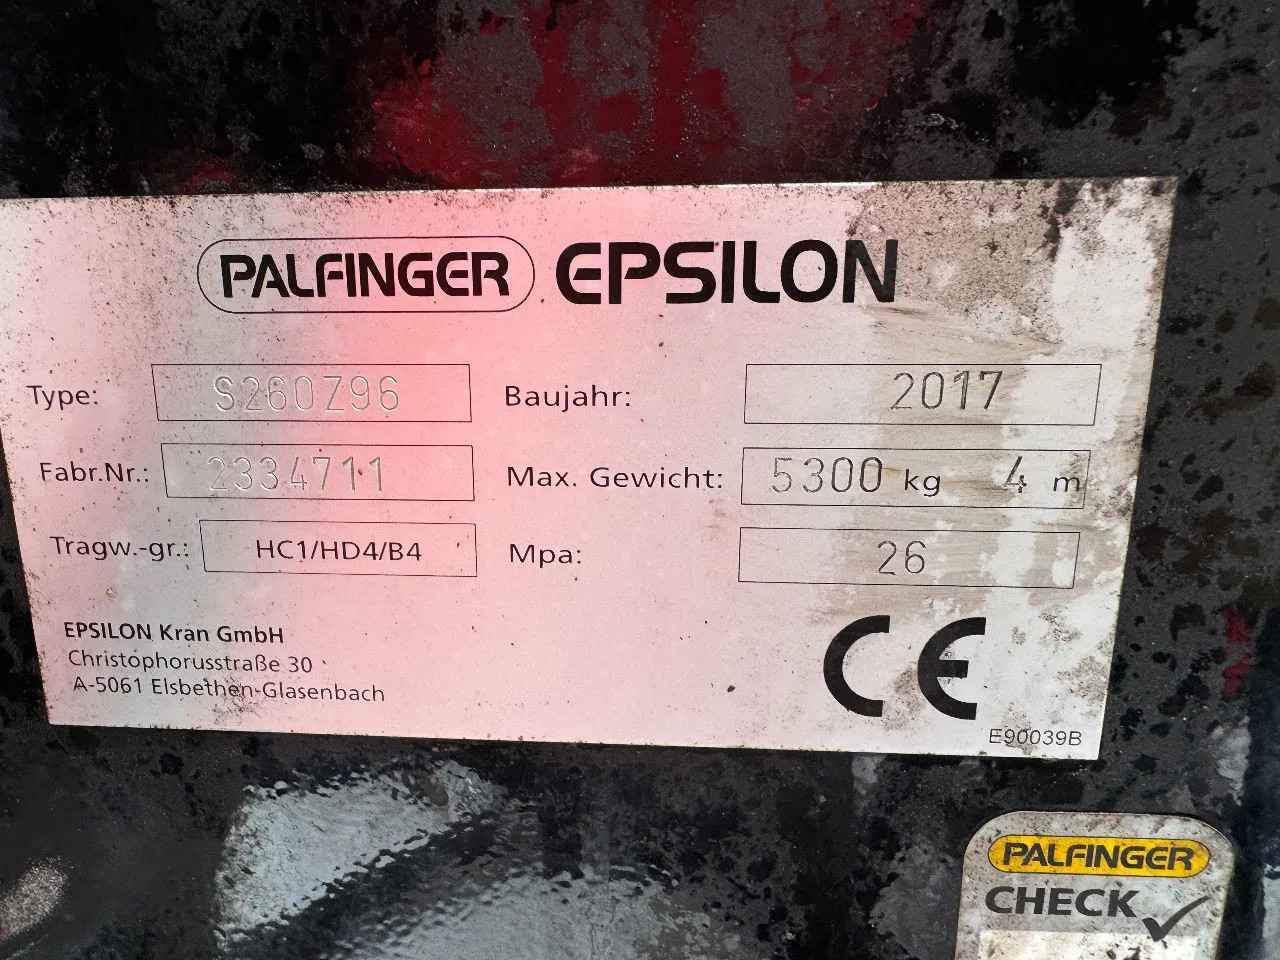 PALFINGER EPSILON
Type: S260Z96 Baujahr: 2017
Fabr.Nr.: 2334711 Max. Gewicht: 5300 kg 4 m
Tragw.-gr.: HC1/HD4/B4 Mpa: 26
EPSILON Kran GmbH
Christophorusstraße 30
A-5061 Elsbethen-Glasenbach
CE
E90039B
PALFINGER
CHECK